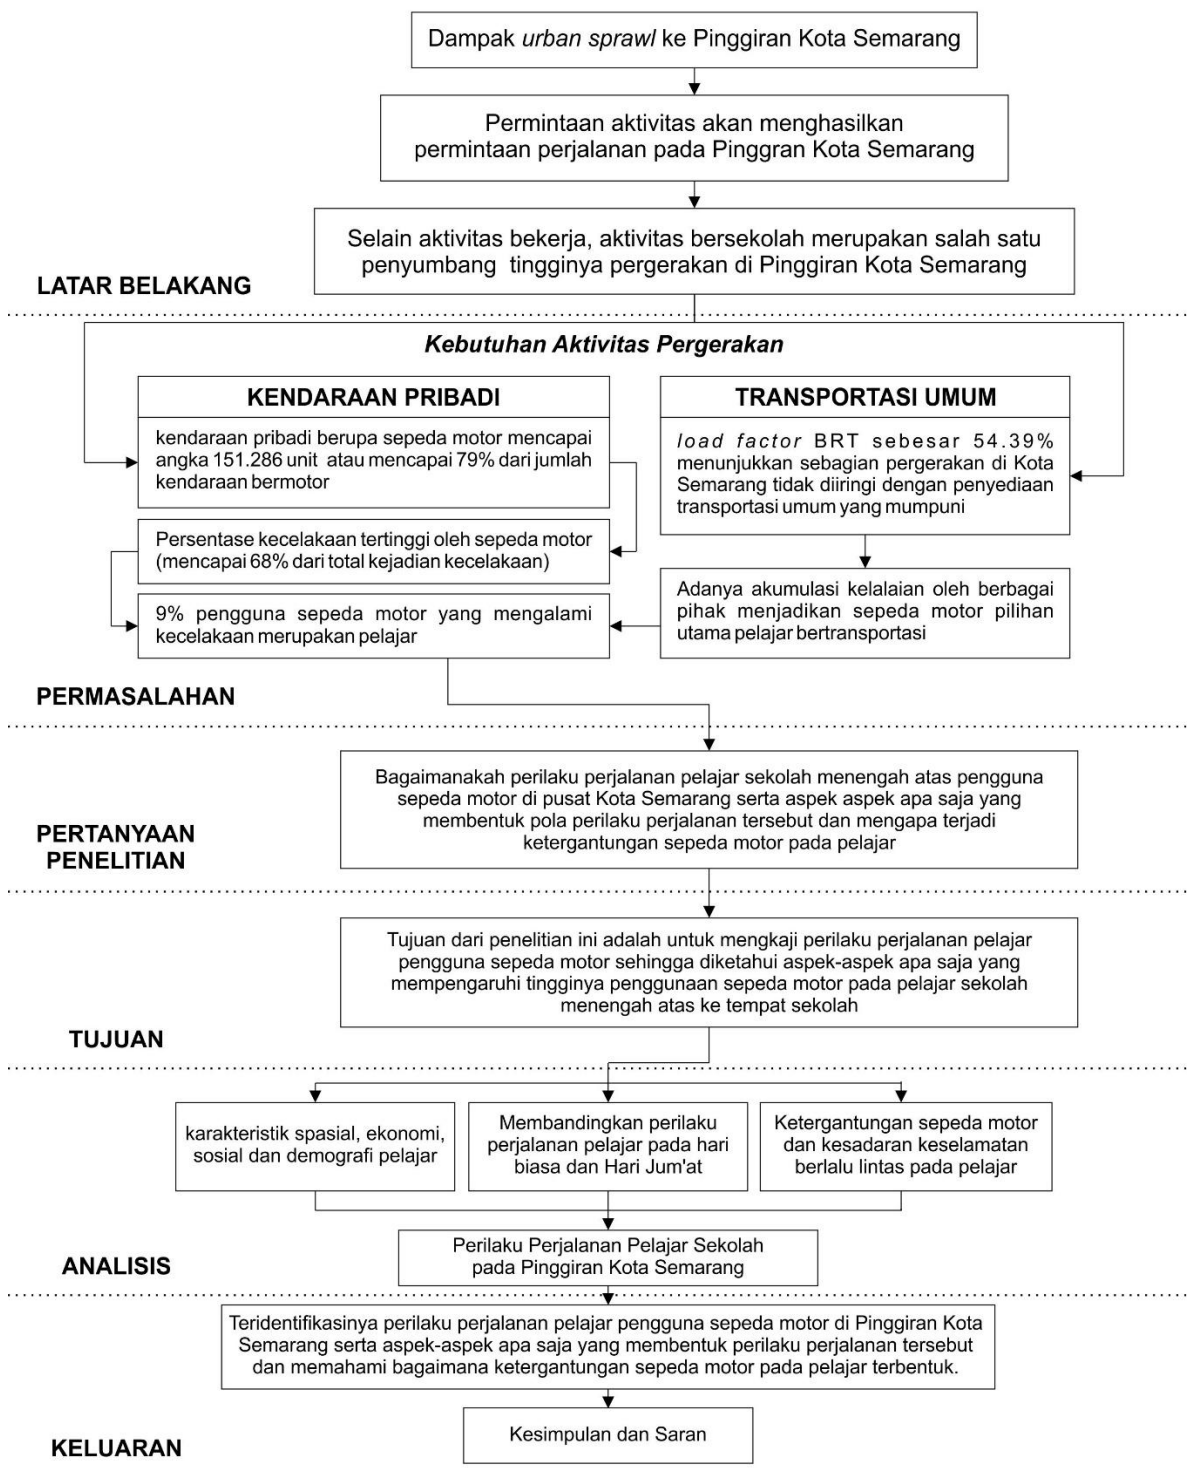 Dampak urban sprawl ke Pinggiran Kota Semarang
Permintaan aktivitas akan menghasilkan
permintaan perjalanan pada Pinggran Kota Semarang
Selain aktivitas bekerja, aktivitas bersekolah merupakan salah satu
penyumbang tingginya pergerakan di Pinggiran Kota Semarang
LATAR BELAKANG
Kebutuhan Aktivitas Pergerakan
KENDARAAN PRIBADI
kendaraan pribadi berupa sepeda motor mencapai
angka 151.286 unit atau mencapai 79% dari jumlah
kendaraan bermotor
Persentase kecelakaan tertinggi oleh sepeda motor
(mencapai 68% dari total kejadian kecelakaan)
9% pengguna sepeda motor yang mengalami
kecelakaan merupakan pelajar
TRANSPORTASI UMUM
load factor BRT sebesar 54.39%
menunjukkan sebagian pergerakan di Kota
Semarang tidak diiringi dengan penyediaan
transportasi umum yang mumpuni
Adanya akumulasi kelalaian oleh berbagai
pihak menjadikan sepeda motor pilihan
utama pelajar bertransportasi
PERMASALAHAN
Bagaimanakah perilaku perjalanan pelajar sekolah menengah atas pengguna
sepeda motor di pusat Kota Semarang serta aspek aspek apa saja yang
membentuk pola perilaku perjalanan tersebut dan mengapa terjadi
ketergantungan sepeda motor pada pelajar
PERTANYAAN
PENELITIAN
Tujuan dari penelitian ini adalah untuk mengkaji perilaku perjalanan pelajar
pengguna sepeda motor sehingga diketahui aspek-aspek apa saja yang
mempengaruhi tingginya penggunaan sepeda motor pada pelajar sekolah
menengah atas ke tempat sekolah
TUJUAN
karakteristik spasial, ekonomi,
sosial dan demografi pelajar
Membandingkan perilaku
perjalanan pelajar pada hari
biasa dan Hari Jum'at
Ketergantungan sepeda motor
dan kesadaran keselamatan
berlalu lintas pada pelajar
Perilaku Perjalanan Pelajar Sekolah
pada Pinggiran Kota Semarang
ANALISIS
Teridentifikasinya perilaku perjalanan pelajar pengguna sepeda motor di Pinggiran Kota
Semarang serta aspek-aspek apa saja yang membentuk perilaku perjalanan tersebut
dan memahami bagaimana ketergantungan sepeda motor pada pelajar terbentuk.
Kesimpulan dan Saran
KELUARAN